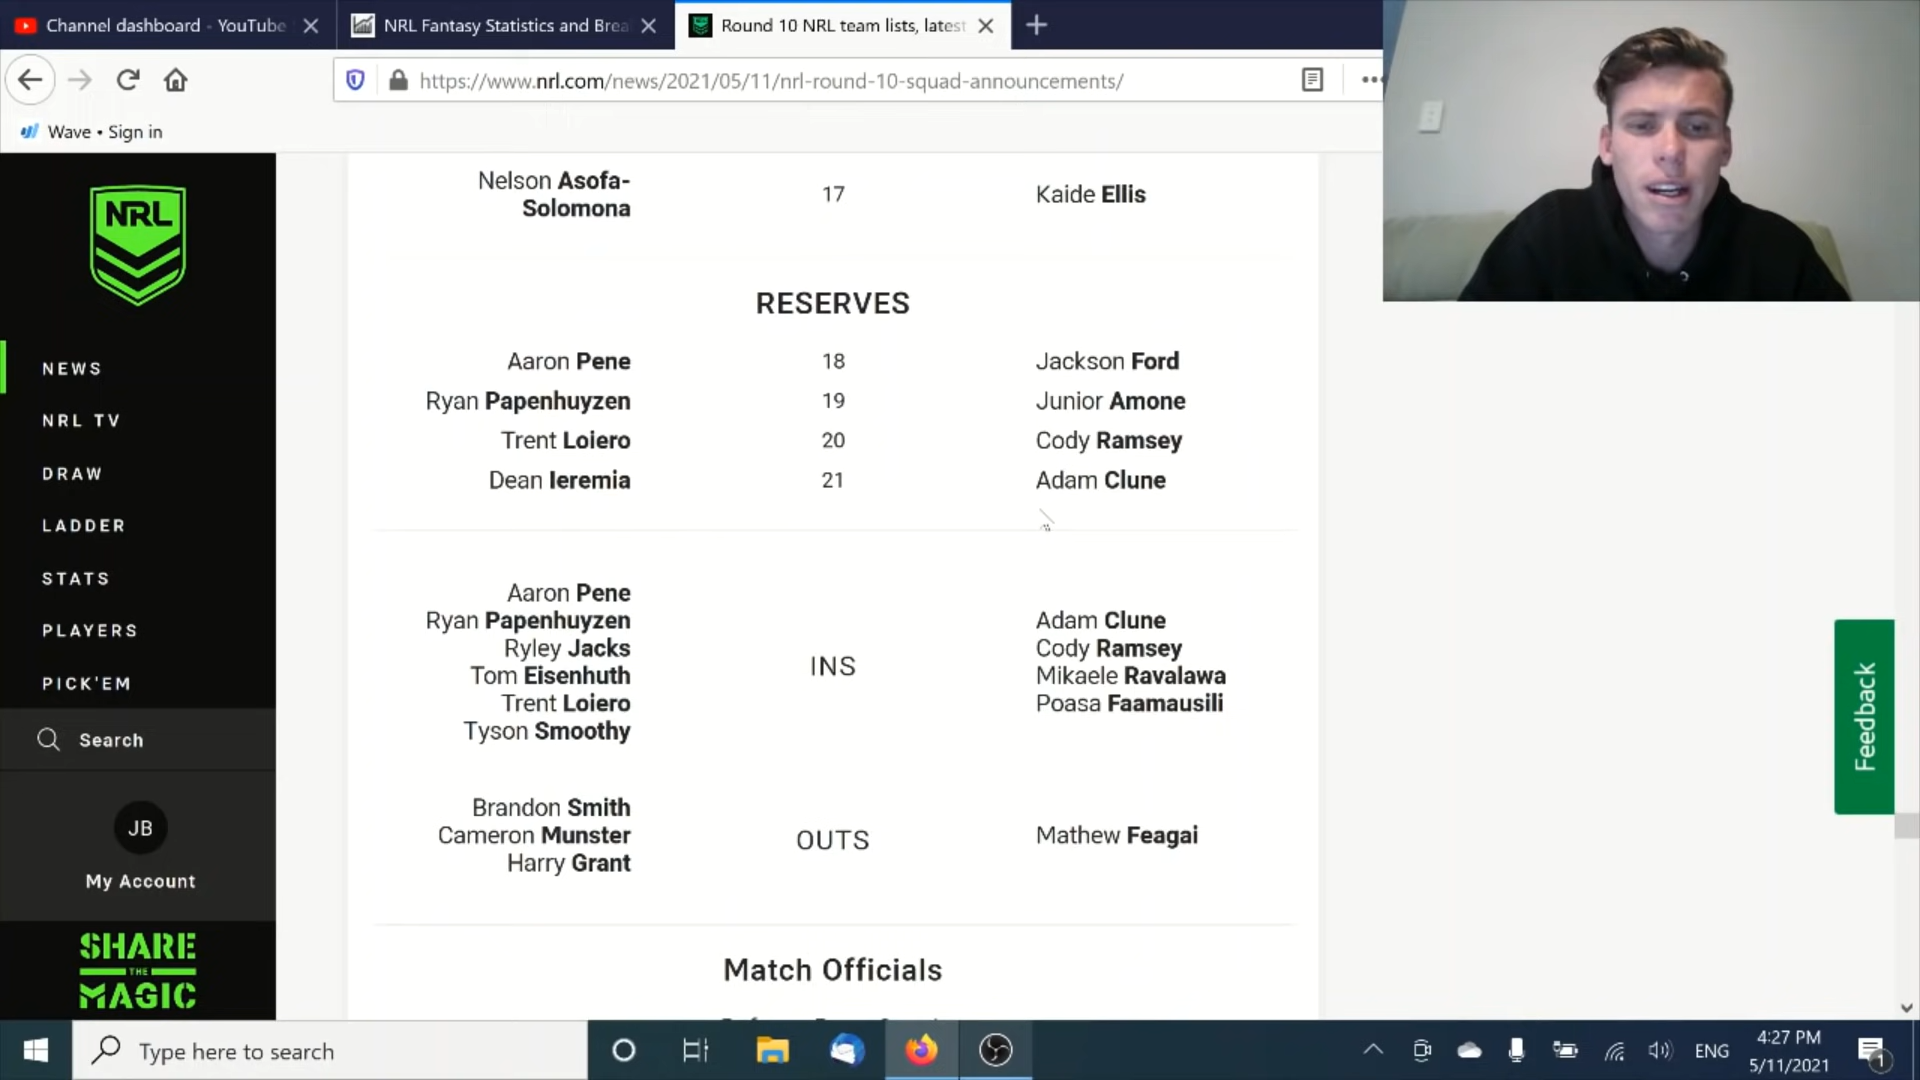 Channel dashboard - YouTube
NRL Fantasy Statistics and Brea
Round 10 NRL team lists, latest
https://www.nrl.com/news/2021/05/11/nrl-round-10-squad-announcements/
Wave • Sign in
NRL
NEWS
NRL TV
DRAW
LADDER
STATS
PLAYERS
PICK'EM
Search
JB
My Account
SHARE
THE
MAGIC
Nelson Asofa-
Solomona
17
Kaide Ellis
RESERVES
Aaron Pene 18 Jackson Ford
Ryan Papenhuyzen 19 Junior Amone
Trent Loiero 20 Cody Ramsey
Dean Ieremia 21 Adam Clune
Aaron Pene
Ryan Papenhuyzen
Ryley Jacks
Tom Eisenhuth
Trent Loiero
Tyson Smoothy
INS
Adam Clune
Cody Ramsey
Mikaele Ravalawa
Poasa Faamausili
Brandon Smith
Cameron Munster
Harry Grant
OUTS
Mathew Feagai
Match Officials
Feedback
Type here to search
ENG
4:27 PM
5/11/2021
1